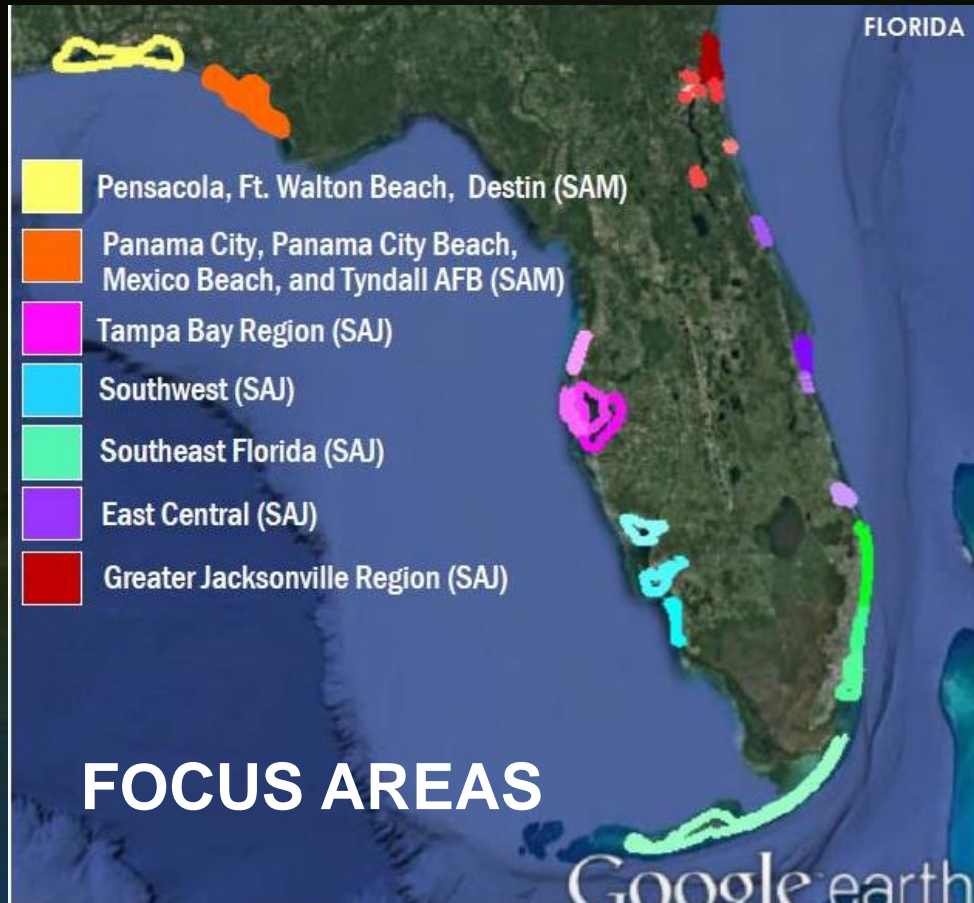 FLORIDA
Pensacola, Ft. Walton Beach, Destin (SAM)
Panama City, Panama City Beach,
Mexico Beach, and Tyndall AFB (SAM)
Tampa Bay Region (SAJ)
Southwest (SAJ)
Southeast Florida (SAJ)
East Central (SAJ)
Greater Jacksonville Region (SAJ)
FOCUS AREAS
Google earth